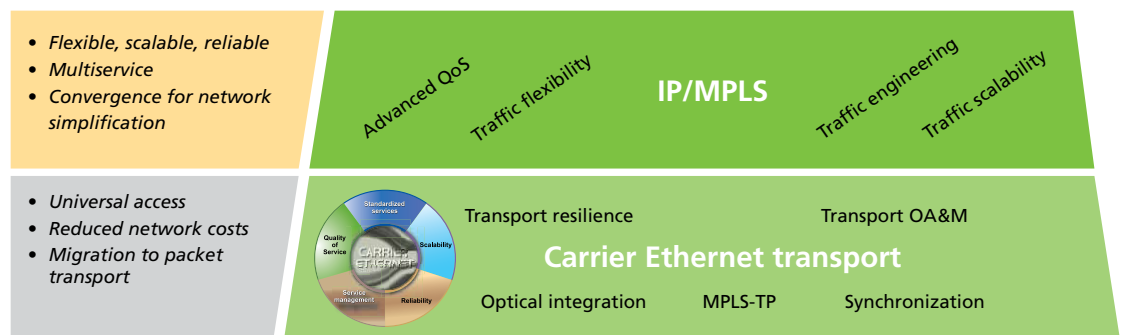 • Flexible, scalable, reliable
• Multiservice
• Convergence for network
simplification
Advanced QoS
Traffic flexibility
IP/MPLS
Traffic engineering
Traffic scalability
• Universal access
• Reduced network costs
• Migration to packet
transport
Standardized
services
Quality
of
Service
Scalability
CARRIER
ETHERNET
Service
management
Reliability
Transport resilience
Transport OA&M
Carrier Ethernet transport
Optical integration
MPLS-TP
Synchronization